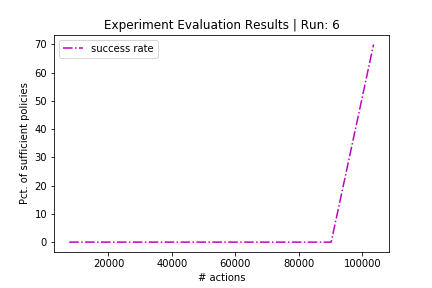 Experiment Evaluation Results | Run: 6
success rate
Pct. of sufficient policies
70
60
50
40
30
20
10
0
20000 40000 60000 80000 100000
# actions